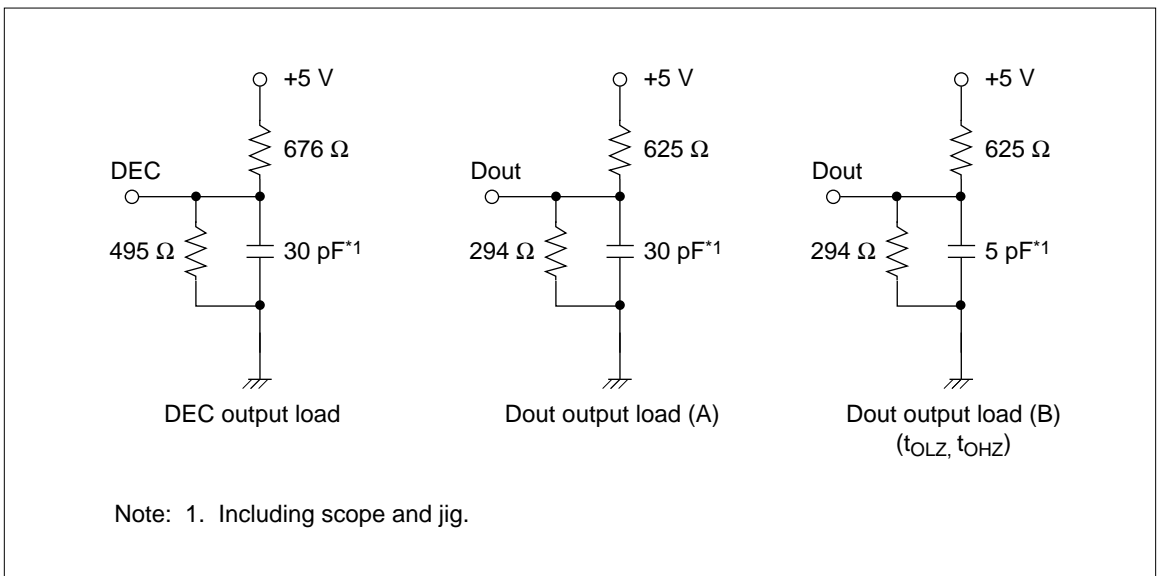 +5 V
676 Ω
DEC
495 Ω
30 pF*1
DEC output load
+5 V
625 Ω
Dout
294 Ω
30 pF*1
Dout output load (A)
+5 V
625 Ω
Dout
294 Ω
5 pF*1
Dout output load (B)
(tOLZ, tOHZ)
Note: 1. Including scope and jig.